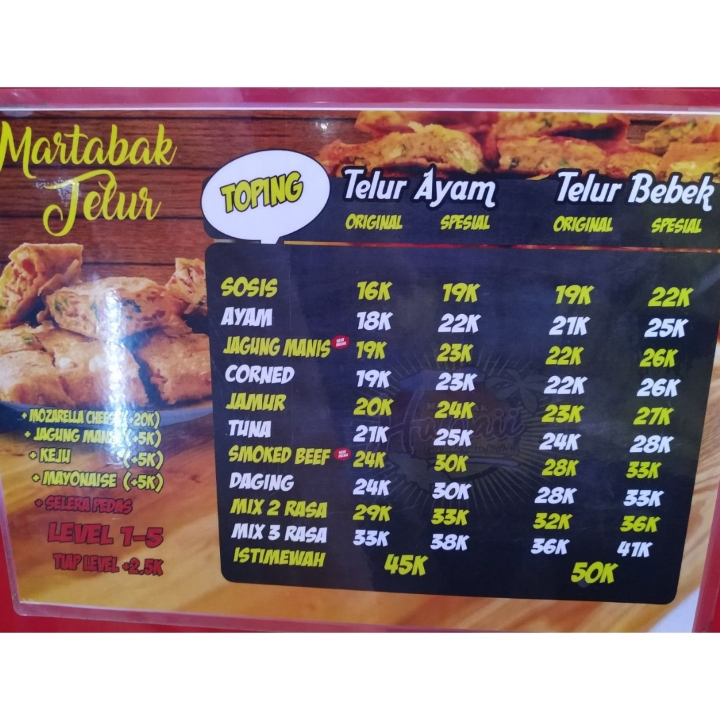 Martabak
Telur
TOPING
Telur Ayam
Telur Bebek
ORIGINAL SPESIAL ORIGINAL SPESIAL
SOSIS 16K 19K 19K 22K
AYAM 18K 22K 21K 25K
JAGUNG MANIS 19K 23K 22K 26K
CORNED 19K 23K 22K 26K
JAMUR 20K 24K 23K 27K
TUNA 21K 25K 24K 28K
SMOKED BEEF 24K 30K 28K 33K
DAGING 24K 30K 28K 33K
MIX 2 RASA 29K 33K 32K 36K
MIX 3 RASA 33K 38K 36K 41K
ISTIMEWAH 45K 50K
+ MOZARELLA CHEESE (+20K)
+ JAGUNG MANIS (+5K)
+ KEJU (+5K)
+ MAYONAISE (+5K)
+ SELERA PEDAS
LEVEL 1-5
TIAP LEVEL +2.5K